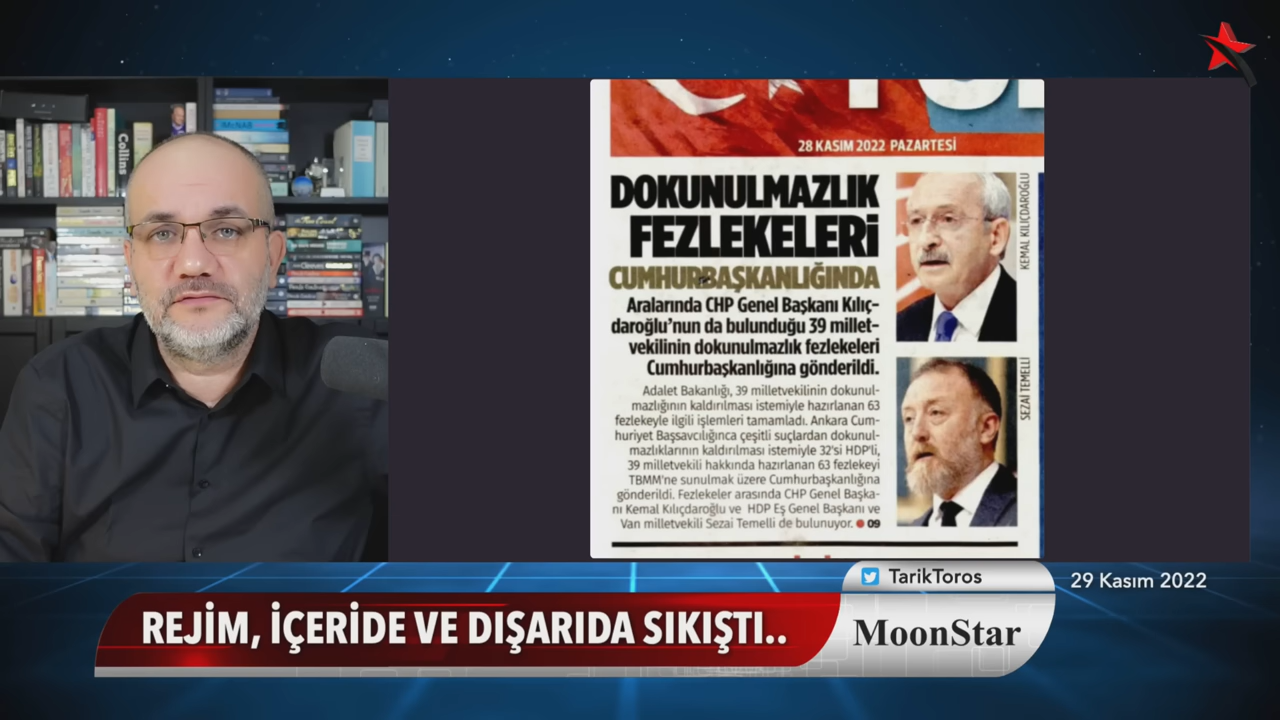 Collins
McNAB
28 KASIM 2022 PAZARTESİ
DOKUNULMAZLIK
FEZLEKELERİ
CUMHURBAŞKANLIĞINDA
Aralarında CHP Genel Başkanı Kılıç-
daroğlu’nun da bulunduğu 39 millet-
vekilinin dokunulmazlık fezlekeleri
Cumhurbaşkanlığına gönderildi.
Adalet Bakanlığı, 39 milletvekilinin dokunul-
mazlığının kaldırılması istemiyle hazırlanan 63
fezlekeyle ilgili işlemleri tamamladı. Ankara Cum-
huriyet Başsavcılığınca çeşitli suçlardan dokunul-
mazlıklarının kaldırılması istemiyle 32’si HDP’li,
39 milletvekili hakkında hazırlanan 63 fezlekeyi
TBMM’ne sunulmak üzere Cumhurbaşkanlığına
gönderildi. Fezlekeler arasında CHP Genel Başka-
nı Kemal Kılıçdaroğlu ve HDP Eş Genel Başkanı ve
Van milletvekili Sezai Temelli de bulunuyor. 09
KEMAL KILIÇDAROĞLU
SEZAİ TEMELLİ
TarikToros
29 Kasım 2022
REJİM, İÇERİDE VE DIŞARIDA SIKIŞTI..
MoonStar